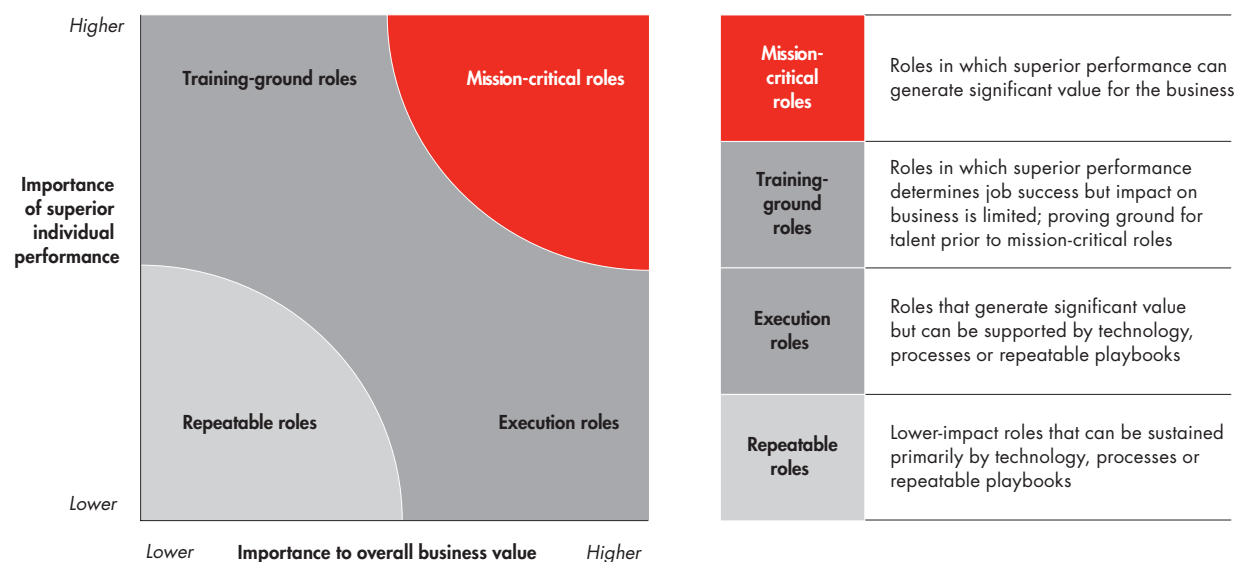 Higher
Training-ground roles
Mission-critical roles
Importance
of superior
individual
performance
Repeatable roles
Execution roles
Lower
Lower
Importance to overall business value
Higher
Mission-
critical
roles
Roles in which superior performance can
generate significant value for the business
Training-
ground
roles
Roles in which superior performance
determines job success but impact on
business is limited; proving ground for
talent prior to mission-critical roles
Execution
roles
Roles that generate significant value
but can be supported by technology,
processes or repeatable playbooks
Repeatable
roles
Lower-impact roles that can be sustained
primarily by technology, processes or
repeatable playbooks